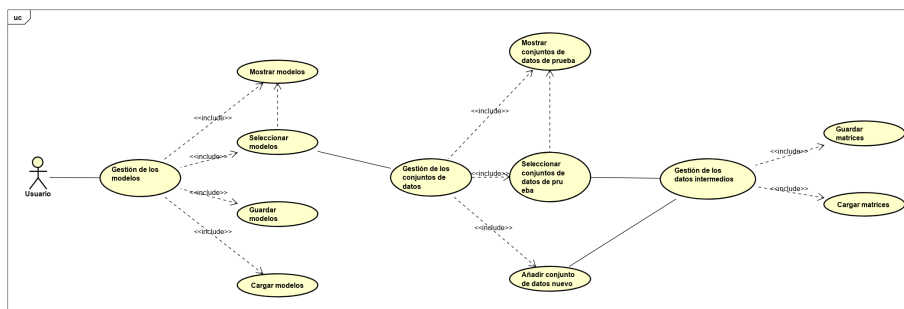 uc
Mostrar
conjuntos de
datos de prueba
Mostrar modelos
<<include>>
<<include>>
Guardar
matrices
Seleccionar
modelos
<<include>>
<<include>>
Usuario
Gestión de los
modelos
Gestión de los conjuntos de
datos
<<include>>
Seleccionar
conjuntos de
datos de pru
eba
Gestión de los
datos intermedios
<<include>>
Cargar matrices
<<include>>
Guardar
modelos
<<include>>
<<include>>
Cargar modelos
Añadir conjunto
de datos nuevo